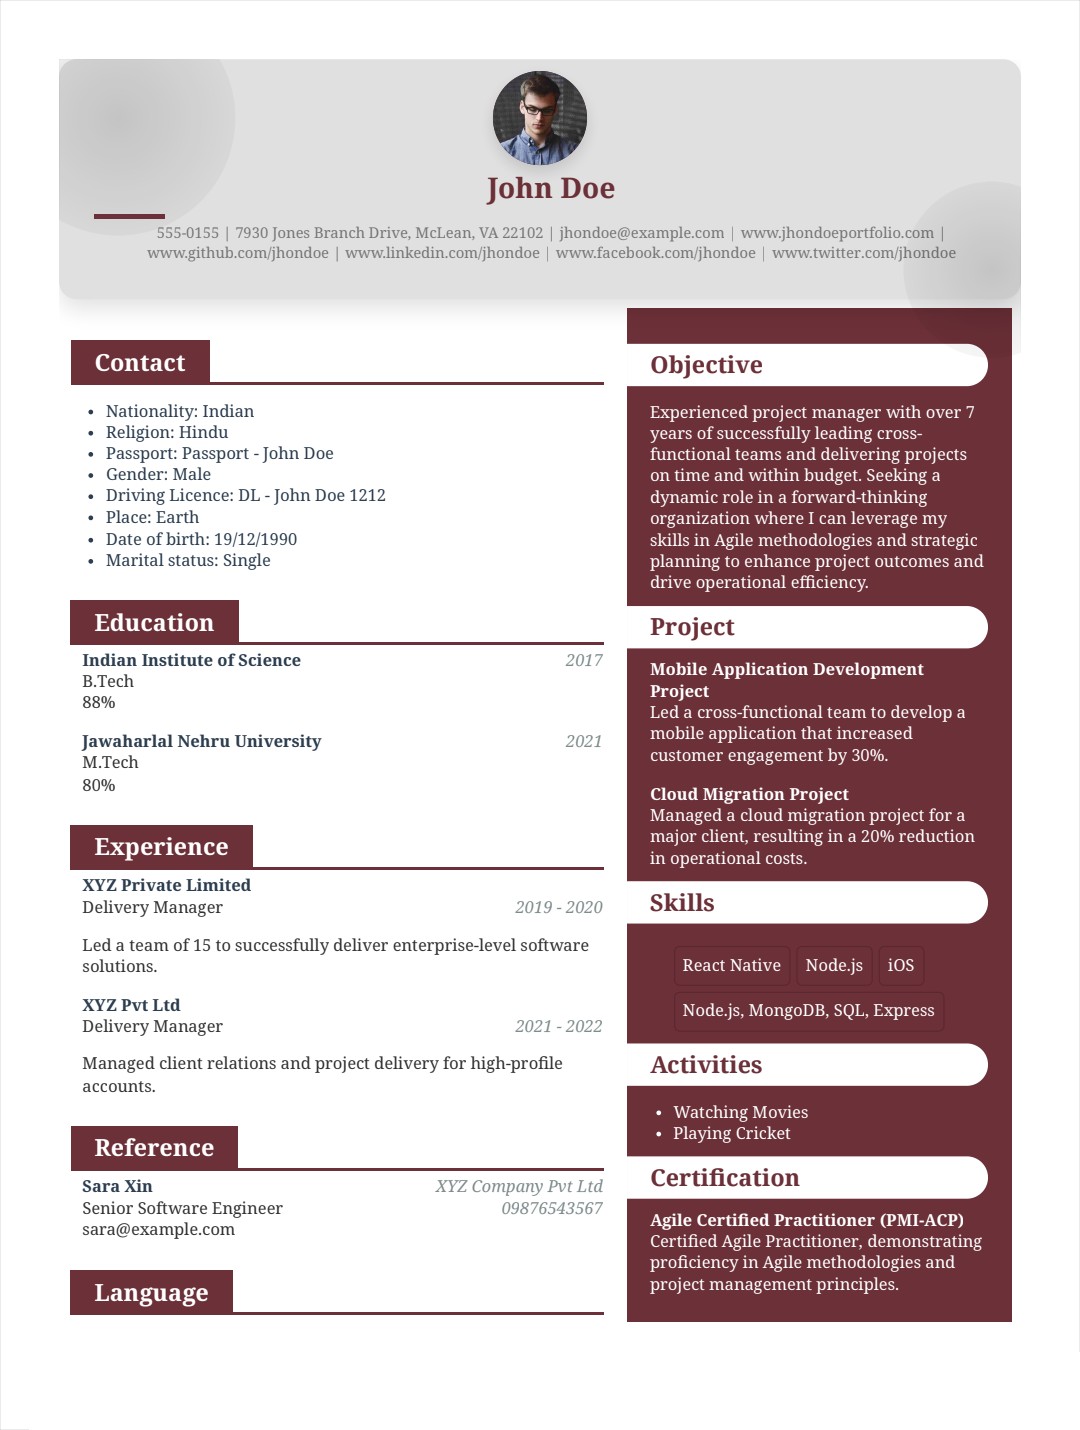 John Doe
555-0155 | 7930 Jones Branch Drive, McLean, VA 22102 | jhondoe@example.com | www.jhondoeportfolio.com |
www.github.com/jhondoe | www.linkedin.com/jhondoe | www.facebook.com/jhondoe | www.twitter.com/jhondoe
Contact
• Nationality: Indian
• Religion: Hindu
• Passport: Passport - John Doe
• Gender: Male
• Driving Licence: DL - John Doe 1212
• Place: Earth
• Date of birth: 19/12/1990
• Marital status: Single
Education
Indian Institute of Science 2017
B.Tech
88%
Jawaharlal Nehru University 2021
M.Tech
80%
Experience
XYZ Private Limited
Delivery Manager 2019 - 2020
Led a team of 15 to successfully deliver enterprise-level software
solutions.
XYZ Pvt Ltd
Delivery Manager 2021 - 2022
Managed client relations and project delivery for high-profile
accounts.
Reference
Sara Xin XYZ Company Pvt Ltd
Senior Software Engineer 09876543567
sara@example.com
Language
Objective
Experienced project manager with over 7
years of successfully leading cross-
functional teams and delivering projects
on time and within budget. Seeking a
dynamic role in a forward-thinking
organization where I can leverage my
skills in Agile methodologies and strategic
planning to enhance project outcomes and
drive operational efficiency.
Project
Mobile Application Development
Project
Led a cross-functional team to develop a
mobile application that increased
customer engagement by 30%.
Cloud Migration Project
Managed a cloud migration project for a
major client, resulting in a 20% reduction
in operational costs.
Skills
React Native Node.js iOS
Node.js, MongoDB, SQL, Express
Activities
• Watching Movies
• Playing Cricket
Certification
Agile Certified Practitioner (PMI-ACP)
Certified Agile Practitioner, demonstrating
proficiency in Agile methodologies and
project management principles.